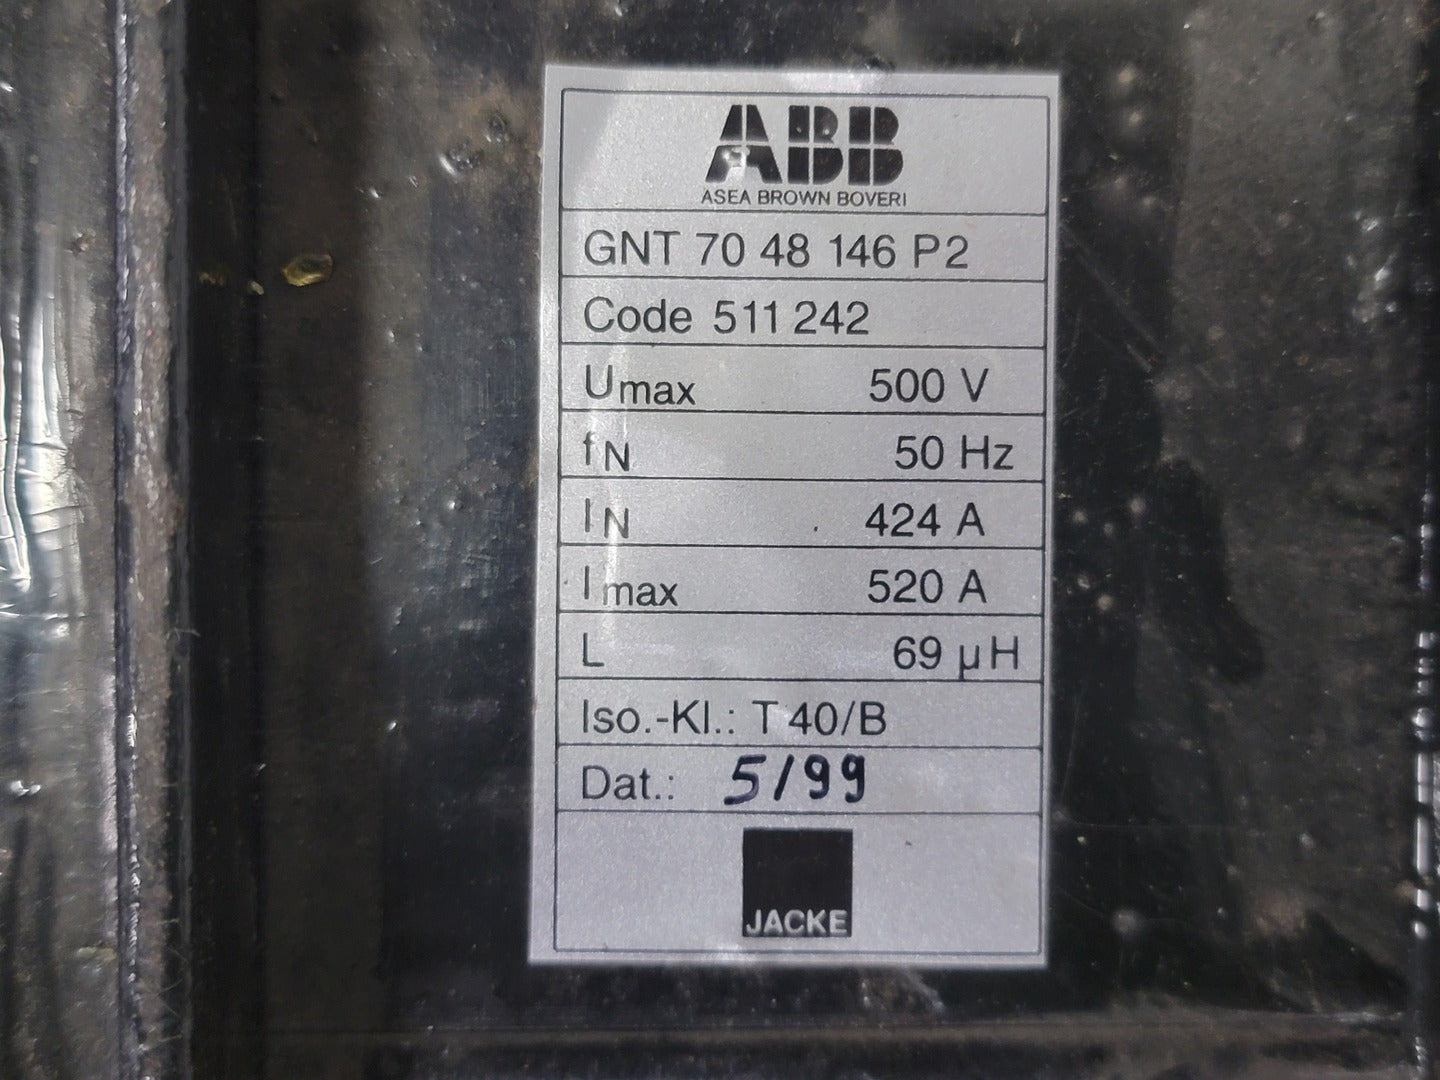 ABB
ASEA BROWN BOVERI
GNT 70 48 146 P2
Code 511 242
Umax 500 V
fN 50 Hz
IN 424 A
Imax 520 A
L 69 µH
Iso.-Kl.: T 40/B
Dat.: 5/99
JACKE